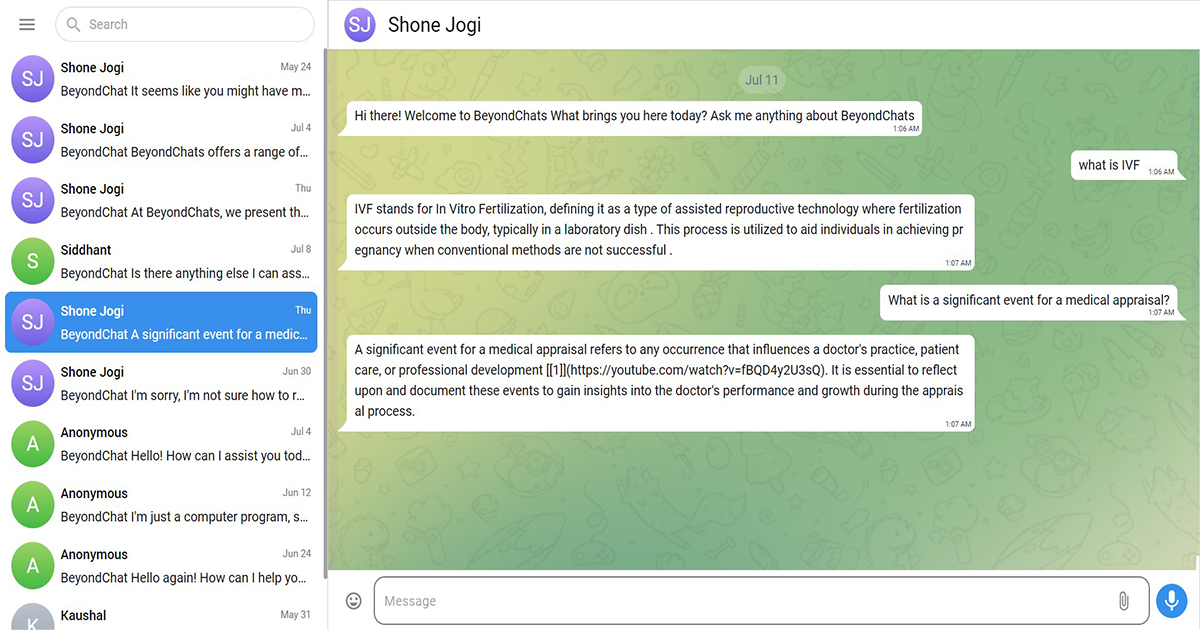 Search
SJ
Shone Jogi
May 24
BeyondChat It seems like you might have m...
SJ
Shone Jogi
Jul 4
BeyondChat BeyondChats offers a range of...
SJ
Shone Jogi
Thu
BeyondChat At BeyondChats, we present th...
S
Siddhant
Jul 8
BeyondChat Is there anything else I can ass...
SJ
Shone Jogi
Thu
BeyondChat A significant event for a medic...
SJ
Shone Jogi
Jun 30
BeyondChat I'm sorry, I'm not sure how to r...
A
Anonymous
Jul 4
BeyondChat Hello! How can I assist you tod...
A
Anonymous
Jun 12
BeyondChat I'm just a computer program, s...
A
Anonymous
Jun 24
BeyondChat Hello again! How can I help yo...
K
Kaushal
May 31
SJ
Shone Jogi
Jul 11
Hi there! Welcome to BeyondChats What brings you here today? Ask me anything about BeyondChats
1:06 AM
what is IVF
1:06 AM
IVF stands for In Vitro Fertilization, defining it as a type of assisted reproductive technology where fertilization
occurs outside the body, typically in a laboratory dish . This process is utilized to aid individuals in achieving pr
egnancy when conventional methods are not successful .
1:07 AM
What is a significant event for a medical appraisal?
1:07 AM
A significant event for a medical appraisal refers to any occurrence that influences a doctor's practice, patient
care, or professional development [[1]](https://youtube.com/watch?v=fBQD4y2U3sQ). It is essential to reflect
upon and document these events to gain insights into the doctor's performance and growth during the apprais
al process.
1:07 AM
Message